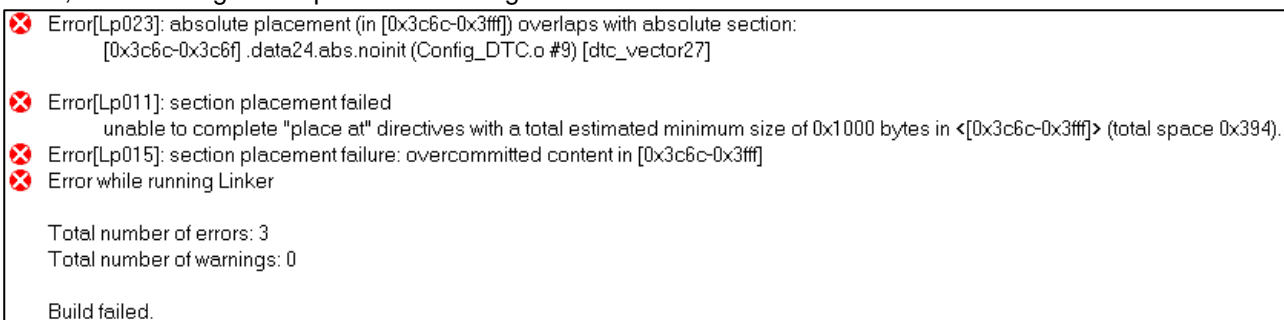 Error[Lp023]: absolute placement (in [0x3c6c-0x3fff]) overlaps with absolute section:
[0x3c6c-0x3c6f] .data24.abs.noinit (Config_DTC.o #9) [dtc_vector27]
Error[Lp011]: section placement failed
unable to complete "place at" directives with a total estimated minimum size of 0x1000 bytes in <[0x3c6c-0x3fff]> (total space 0x394).
Error[Lp015]: section placement failure: overcommitted content in [0x3c6c-0x3fff]
Error while running Linker
Total number of errors: 3
Total number of warnings: 0
Build failed.